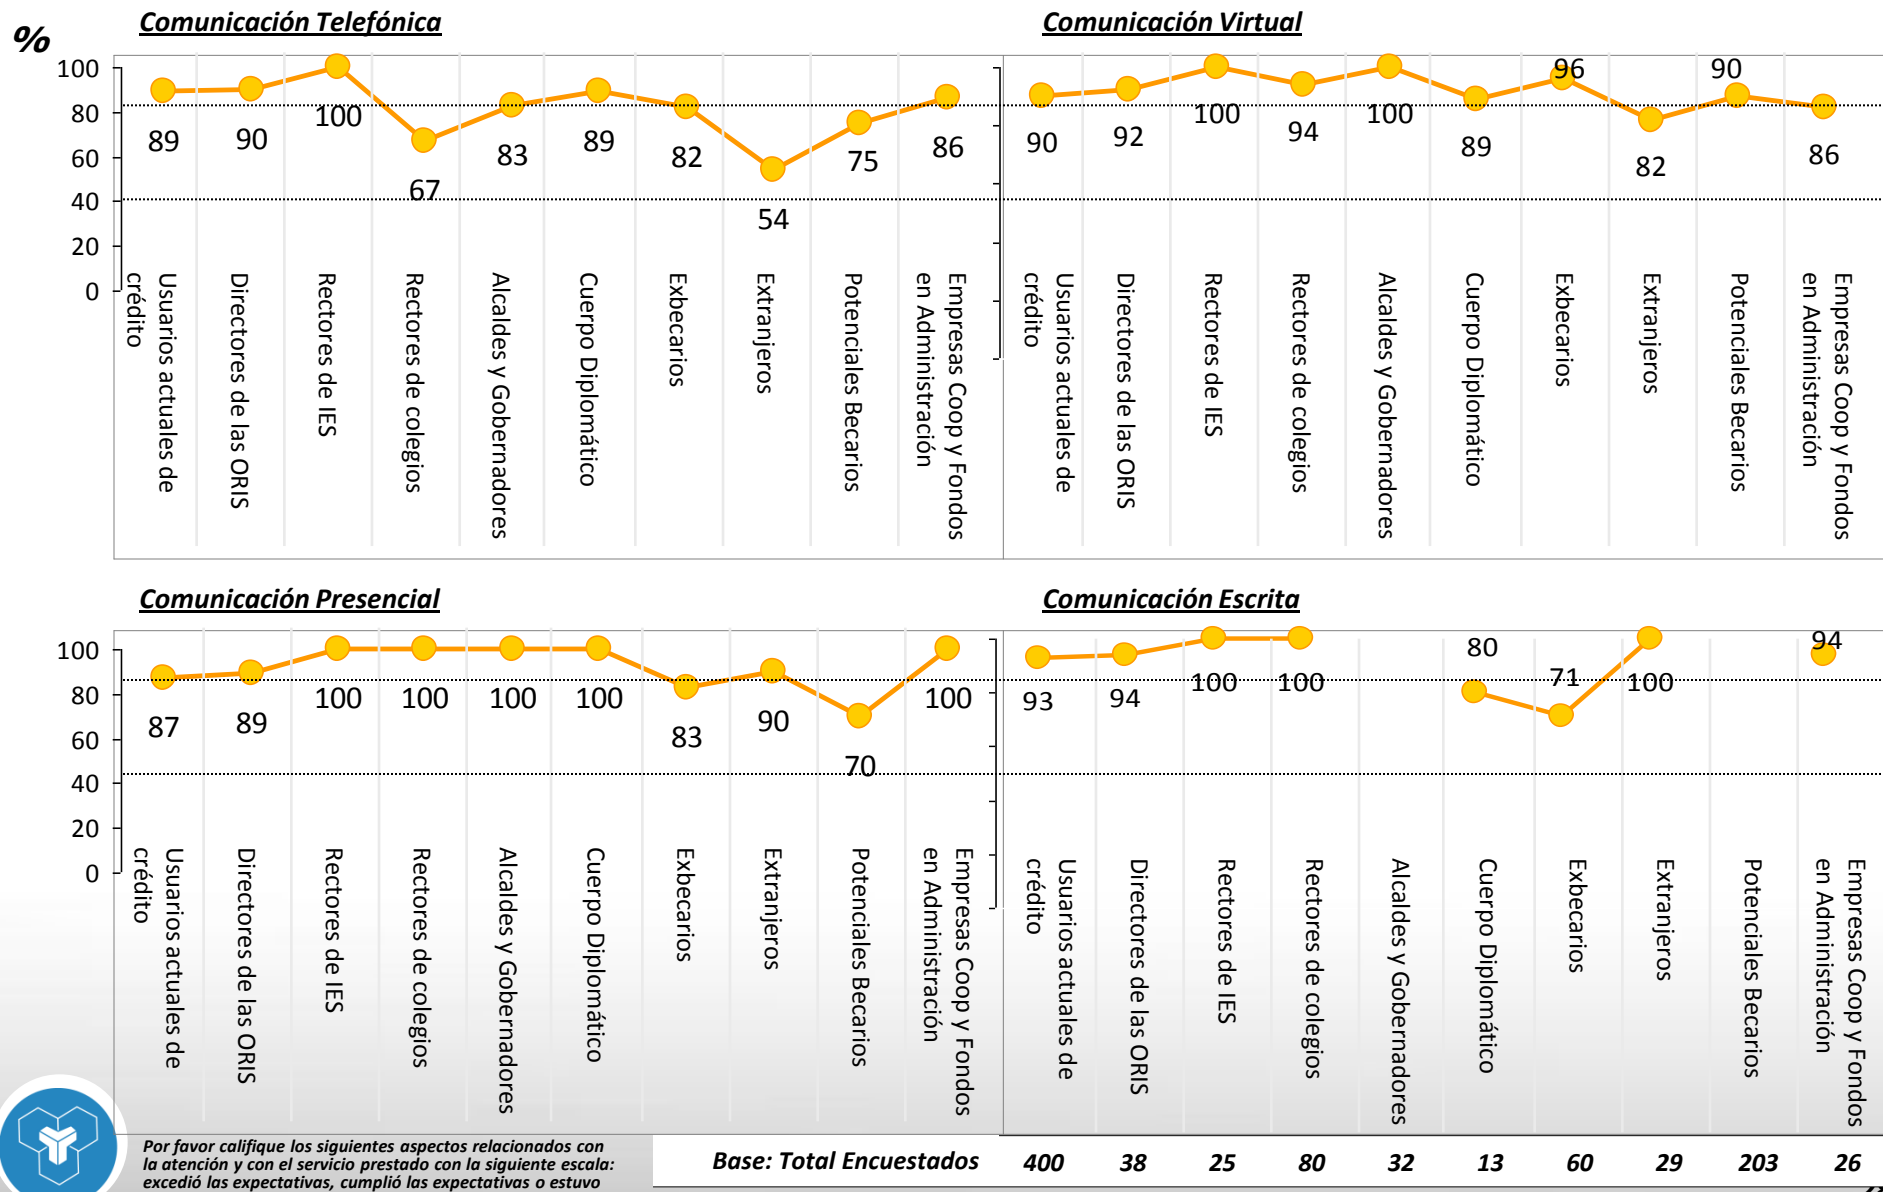 %
Comunicación Telefónica
100
80
60
40
20
0
89
90
100
67
83
89
82
54
75
86
Usuarios actuales de
crédito
Directores de las ORIS
Rectores de IES
Rectores de colegios
Alcaldes y Gobernadores
Cuerpo Diplomático
Exbecarios
Extranjeros
Potenciales Becarios
Empresas Coop y Fondos
en Administración
Comunicación Virtual
90
92
100
94
100
89
96
82
90
86
Usuarios actuales de
crédito
Directores de las ORIS
Rectores de IES
Rectores de colegios
Alcaldes y Gobernadores
Cuerpo Diplomático
Exbecarios
Extranjeros
Potenciales Becarios
Empresas Coop y Fondos
en Administración
Comunicación Presencial
100
80
60
40
20
0
87
89
100
100
100
100
83
90
70
100
Usuarios actuales de
crédito
Directores de las ORIS
Rectores de IES
Rectores de colegios
Alcaldes y Gobernadores
Cuerpo Diplomático
Exbecarios
Extranjeros
Potenciales Becarios
Empresas Coop y Fondos
en Administración
Comunicación Escrita
93
94
100
100
80
71
100
94
Usuarios actuales de
crédito
Directores de las ORIS
Rectores de IES
Rectores de colegios
Alcaldes y Gobernadores
Cuerpo Diplomático
Exbecarios
Extranjeros
Potenciales Becarios
Empresas Coop y Fondos
en Administración
Por favor califique los siguientes aspectos relacionados con
la atención y con el servicio prestado con la siguiente escala:
excedió las expectativas, cumplió las expectativas o estuvo
Base: Total Encuestados 400 38 25 80 32 13 60 29 203 26